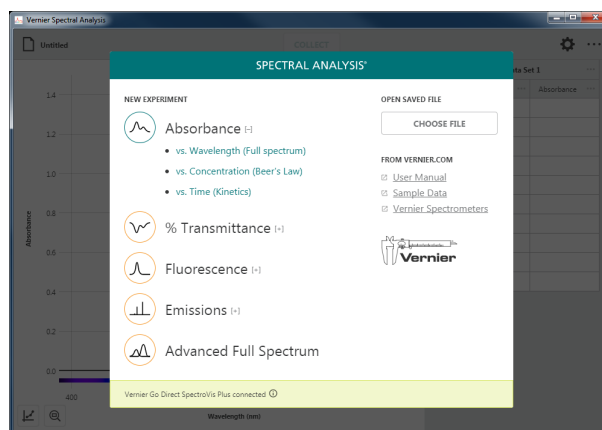 Vernier Spectral Analysis
Untitled
COLLECT
SPECTRAL ANALYSIS®
NEW EXPERIMENT
Absorbance [-]
• vs. Wavelength (Full spectrum)
• vs. Concentration (Beer's Law)
• vs. Time (Kinetics)
% Transmittance [+]
Fluorescence [+]
Emissions [+]
Advanced Full Spectrum
OPEN SAVED FILE
CHOOSE FILE
FROM VERNIER.COM
User Manual
Sample Data
Vernier Spectrometers
Vernier
Vernier Go Direct SpectroVis Plus connected
Set 1
Absorbance
Absorbance
1.4
1.2
1.0
0.8
0.6
0.4
0.2
0.0
400
Wavelength (nm)